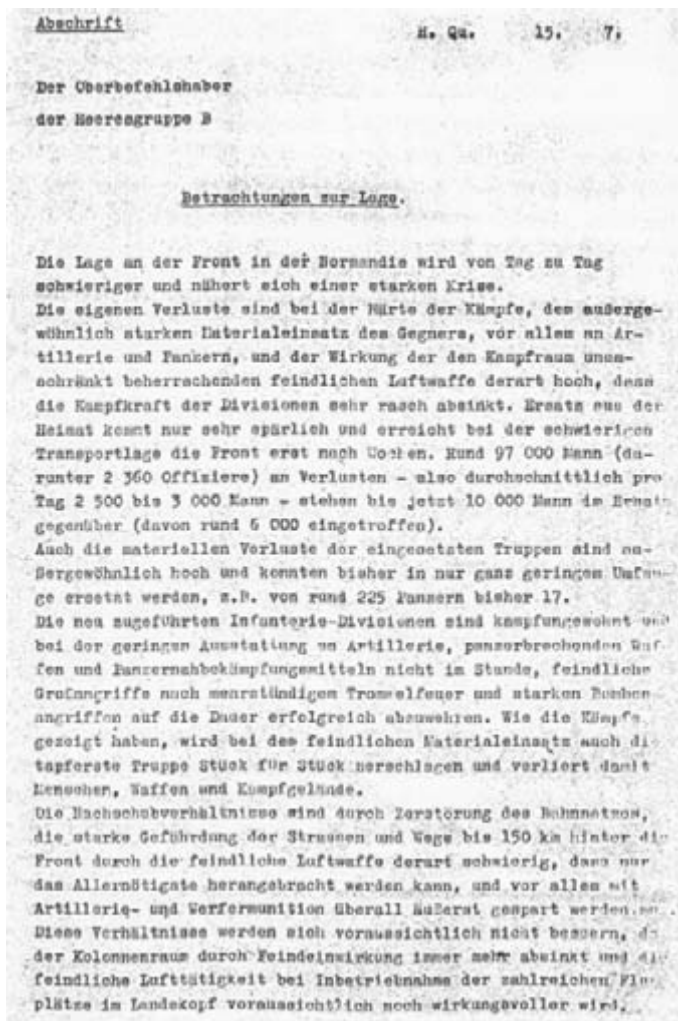 Abschrift
H. Qu. 15. 7.
Der Oberbefehlshaber
der Heeresgruppe B
Betrachtungen zur Lage.
Die Lage an der Front in der Normandie wird von Tag zu Tag
schwieriger und nähert sich einer starken Krise.
Die eigenen Verluste sind bei der Härte der Kämpfe, dem außerge-
wöhnlich starken Materialeinsatz des Gegners, vor allem an Ar-
tillerie und Panzern, und der Wirkung der den Kampfraum unum-
schränkt beherrschenden feindlichen Luftwaffe derart hoch, dass
die Kampfkraft der Divisionen sehr rasch absinkt. Ersatz aus der
Heimat kommt nur sehr spärlich und erreicht bei der schwierigen
Transportlage die Front erst nach Wochen. Rund 97 000 Mann (da-
runter 2 360 Offiziere) an Verlusten - also durchschnittlich pro
Tag 2 500 bis 3 000 Mann - stehen bis jetzt 10 000 Mann im Ersatz
gegenüber (davon rund 6 000 eingetroffen).
Auch die materiellen Verluste der eingesetzten Truppen sind au-
ßergewöhnlich hoch und konnten bisher in nur ganz geringem Umfan-
ge ersetzt werden, z.B. von rund 225 Panzern bisher 17.
Die neu zugeführten Infanterie-Divisionen sind kampfungewohnt und
bei der geringen Ausstattung an Artillerie, panzerbrechenden Waf-
fen und Panzernahbekämpfungsmitteln nicht im Stande, feindliche
Großangriffe nach mehrstündigem Trommelfeuer und starken Bomben-
angriffen auf die Dauer erfolgreich abzuwehren. Wie die Kämpfe
gezeigt haben, wird bei dem feindlichen Materialeinsatz auch die
tapferste Truppe Stück für Stück zerschlagen und verliert damit
Menschen, Waffen und Kampfgelände.
Die Nachschubverhältnisse sind durch Zerstörung des Bahnnetzes,
die starke Gefährdung der Strassen und Wege bis 150 km hinter die
Front durch die feindliche Luftwaffe derart schwierig, dass nur
das Allernötigste herangebracht werden kann, und vor allem mit
Artillerie- und Werfermunition überall äußerst gespart werden
Diese Verhältnisse werden sich voraussichtlich nicht bessern, da
der Kolonnenraum durch Feindeinwirkung immer mehr absinkt und die
feindliche Lufttätigkeit bei Inbetriebnahme der zahlreichen Flug-
plätze im Landekopf voraussichtlich noch wirkungsvoller wird.